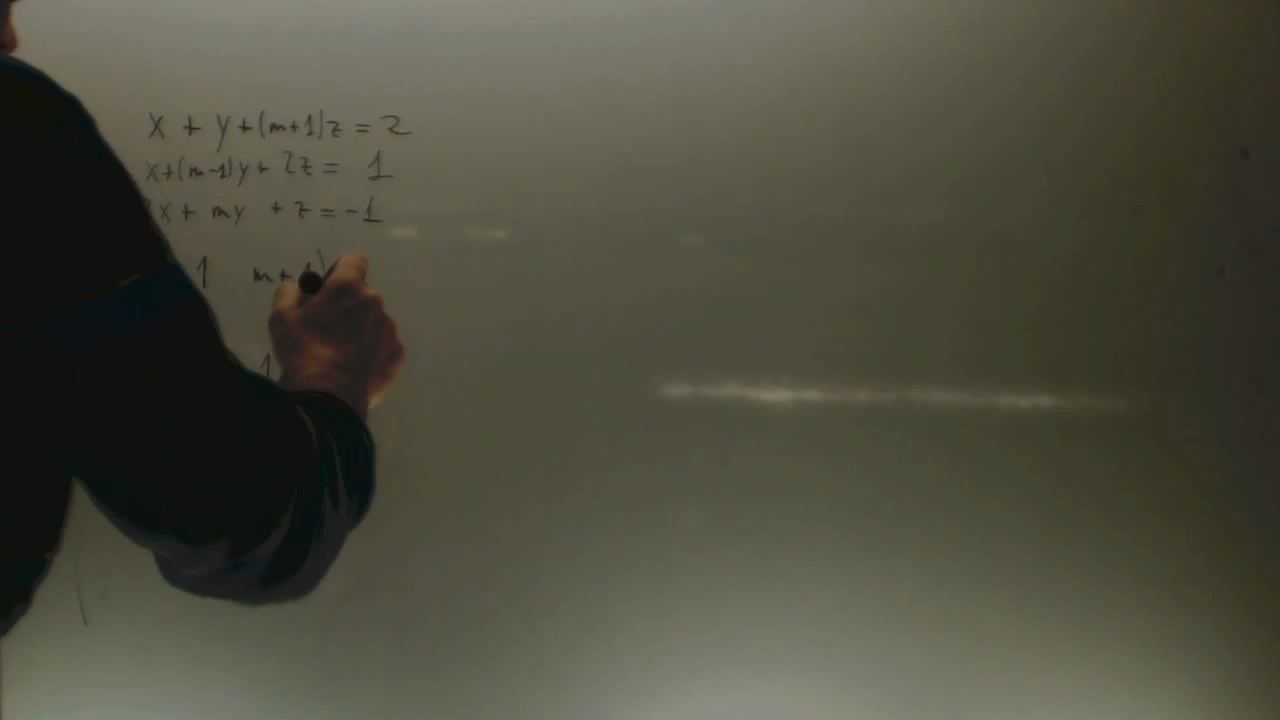 x + y + (m+1)z = 2
x+(m-1)y + 2z = 1
x + my + z = -1
1 m+
1